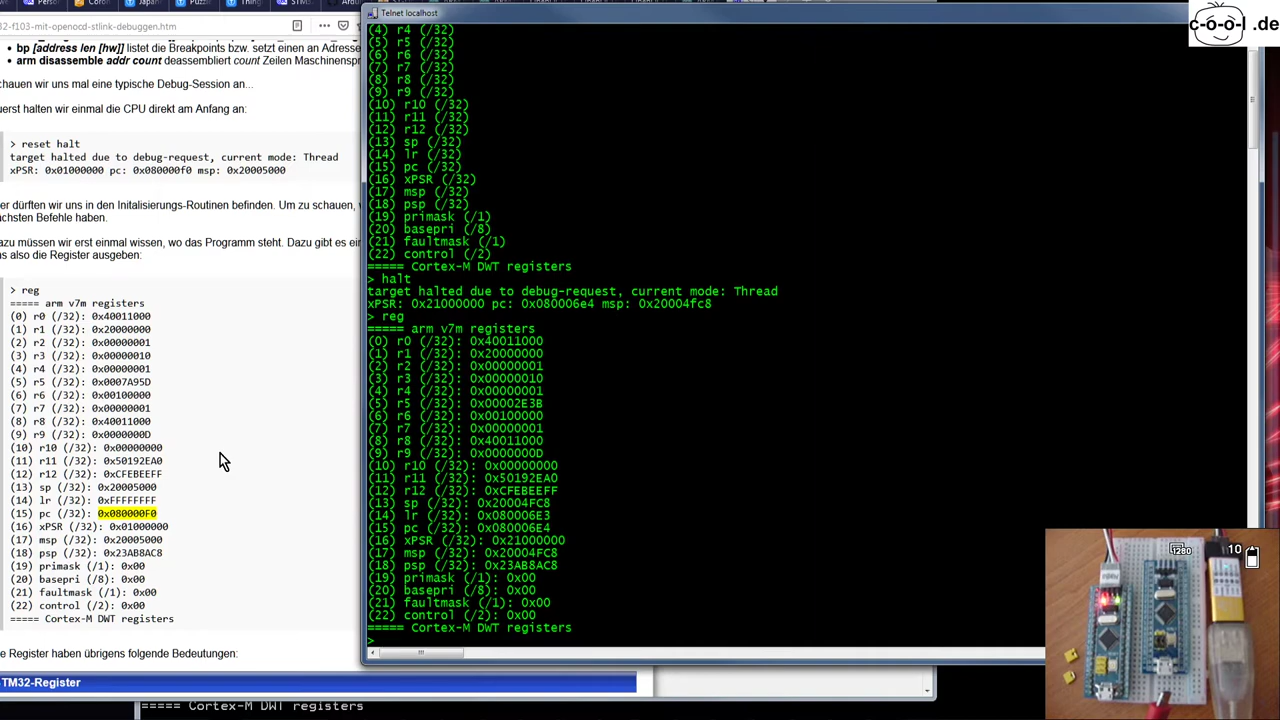 32-f103-mit-openocd-stlink-debuggen.htm
bp [address len [hw]] listet die Breakpoints bzw. setzt einen an Adresse
arm disassemble addr count deassembliert count Zeilen Maschinenspr
chauen wir uns mal eine typische Debug-Session an...
uerst halten wir einmal die CPU direkt am Anfang an:
> reset halt
target halted due to debug-request, current mode: Thread
xPSR: 0x01000000 pc: 0x080000f0 msp: 0x20005000
er dürften wir uns in den Initalisierungs-Routinen befinden. Um zu schauen,
ächsten Befehle haben.
azu müssen wir erst einmal wissen, wo das Programm steht. Dazu gibt es ei
ns also die Register ausgeben:
> reg
===== arm v7m registers
(0) r0 (/32): 0x40011000
(1) r1 (/32): 0x20000000
(2) r2 (/32): 0x00000001
(3) r3 (/32): 0x00000010
(4) r4 (/32): 0x00000001
(5) r5 (/32): 0x0007A95D
(6) r6 (/32): 0x00100000
(7) r7 (/32): 0x00000001
(8) r8 (/32): 0x40011000
(9) r9 (/32): 0x0000000D
(10) r10 (/32): 0x00000000
(11) r11 (/32): 0x50192EA0
(12) r12 (/32): 0xCFEBEEFF
(13) sp (/32): 0x20005000
(14) lr (/32): 0xFFFFFFFF
(15) pc (/32): 0x080000F0
(16) xPSR (/32): 0x01000000
(17) msp (/32): 0x20005000
(18) psp (/32): 0x23AB8AC8
(19) primask (/1): 0x00
(20) basepri (/8): 0x00
(21) faultmask (/1): 0x00
(22) control (/2): 0x00
===== Cortex-M DWT registers
e Register haben übrigens folgende Bedeutungen:
TM32-Register
===== Cortex-M DWT registers
Telnet localhost
(4) r4 (/32)
(5) r5 (/32)
(6) r6 (/32)
(7) r7 (/32)
(8) r8 (/32)
(9) r9 (/32)
(10) r10 (/32)
(11) r11 (/32)
(12) r12 (/32)
(13) sp (/32)
(14) lr (/32)
(15) pc (/32)
(16) xPSR (/32)
(17) msp (/32)
(18) psp (/32)
(19) primask (/1)
(20) basepri (/8)
(21) faultmask (/1)
(22) control (/2)
===== Cortex-M DWT registers
> halt
target halted due to debug-request, current mode: Thread
xPSR: 0x21000000 pc: 0x080006e4 msp: 0x20004fc8
> reg
===== arm v7m registers
(0) r0 (/32): 0x40011000
(1) r1 (/32): 0x20000000
(2) r2 (/32): 0x00000001
(3) r3 (/32): 0x00000010
(4) r4 (/32): 0x00000001
(5) r5 (/32): 0x00002E3B
(6) r6 (/32): 0x00100000
(7) r7 (/32): 0x00000001
(8) r8 (/32): 0x40011000
(9) r9 (/32): 0x0000000D
(10) r10 (/32): 0x00000000
(11) r11 (/32): 0x50192EA0
(12) r12 (/32): 0xCFEBEEFF
(13) sp (/32): 0x20004FC8
(14) lr (/32): 0x080006E3
(15) pc (/32): 0x080006E4
(16) xPSR (/32): 0x21000000
(17) msp (/32): 0x20004FC8
(18) psp (/32): 0x23AB8AC8
(19) primask (/1): 0x00
(20) basepri (/8): 0x00
(21) faultmask (/1): 0x00
(22) control (/2): 0x00
===== Cortex-M DWT registers
>
c-o-o-l .de
1280
10